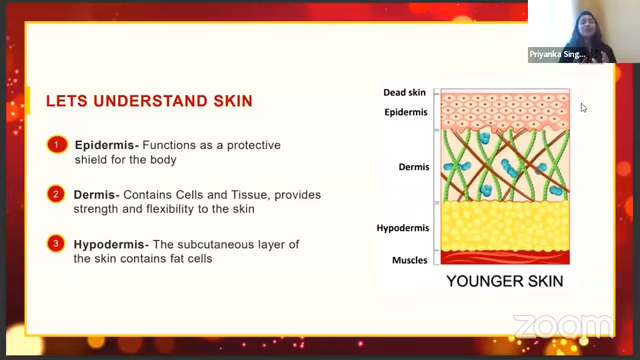 Priyanka Sing...
LETS UNDERSTAND SKIN
1
Epidermis- Functions as a protective
shield for the body
2
Dermis- Contains Cells and Tissue, provides
strength and flexibility to the skin
3
Hypodermis- The subcutaneous layer of
the skin contains fat cells
Dead skin
Epidermis
Dermis
Hypodermis
Muscles
YOUNGER SKIN
zoom